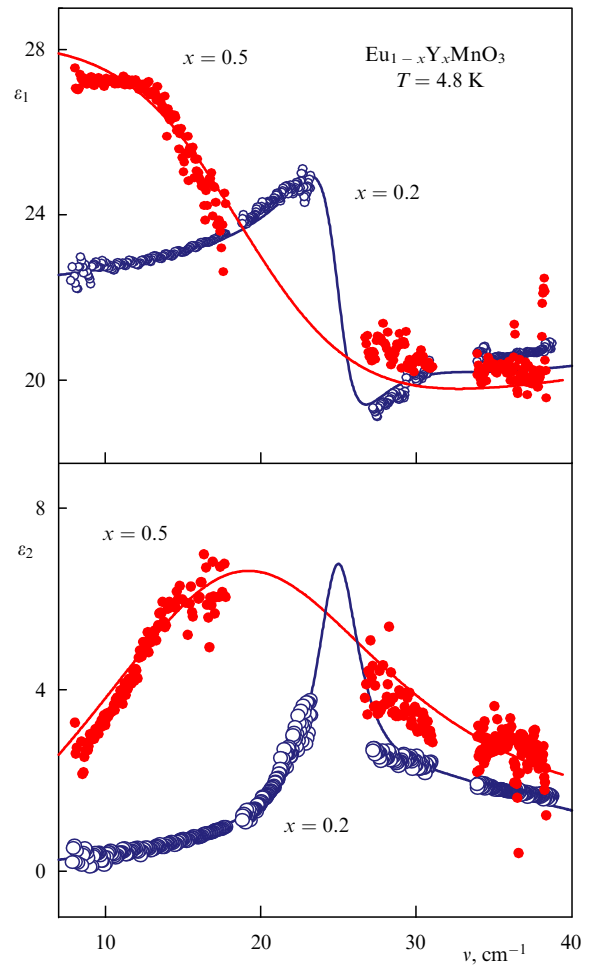 28
x = 0.5
Eu₁₋ₓYₓMnO₃
T = 4.8 K
ε₁
24
x = 0.2
20
8
x = 0.5
ε₂
4
x = 0.2
0
10 20 30 40
ν, cm⁻¹